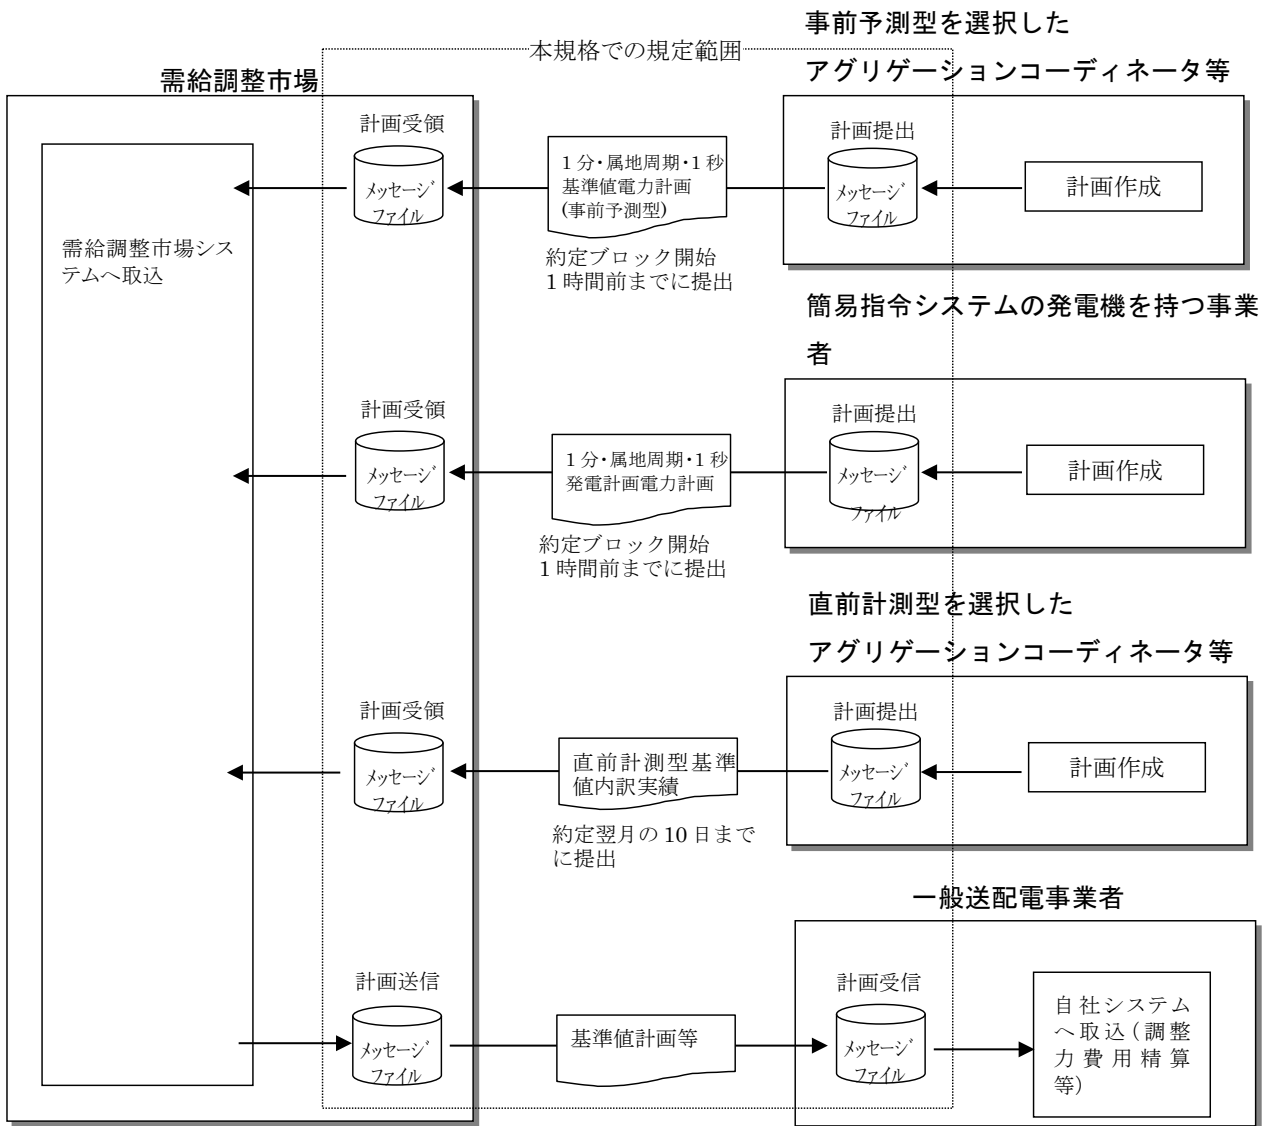 事前予測型を選択した
本規格での規定範囲
アグリゲーションコーディネータ等
需給調整市場
計画受領
計画提出
1分・属地周期・1秒
基準値電力計画
(事前予測型)
メッセージ
ファイル
メッセージ
ファイル
計画作成
需給調整市場シス
テムへ取込
約定ブロック開始
1時間前までに提出
簡易指令システムの発電機を持つ事業
者
計画受領
計画提出
1分・属地周期・1秒
発電計画電力計画
メッセージ
ファイル
メッセージ
ファイル
計画作成
約定ブロック開始
1時間前までに提出
直前計測型を選択した
アグリゲーションコーディネータ等
計画受領
計画提出
直前計測型基準
値内訳実績
メッセージ
ファイル
メッセージ
ファイル
計画作成
約定翌月の10日まで
に提出
一般送配電事業者
計画送信
計画受信
メッセージ
ファイル
基準値計画等
メッセージ
ファイル
自社システム
へ取込(調整
力費用精算
等)